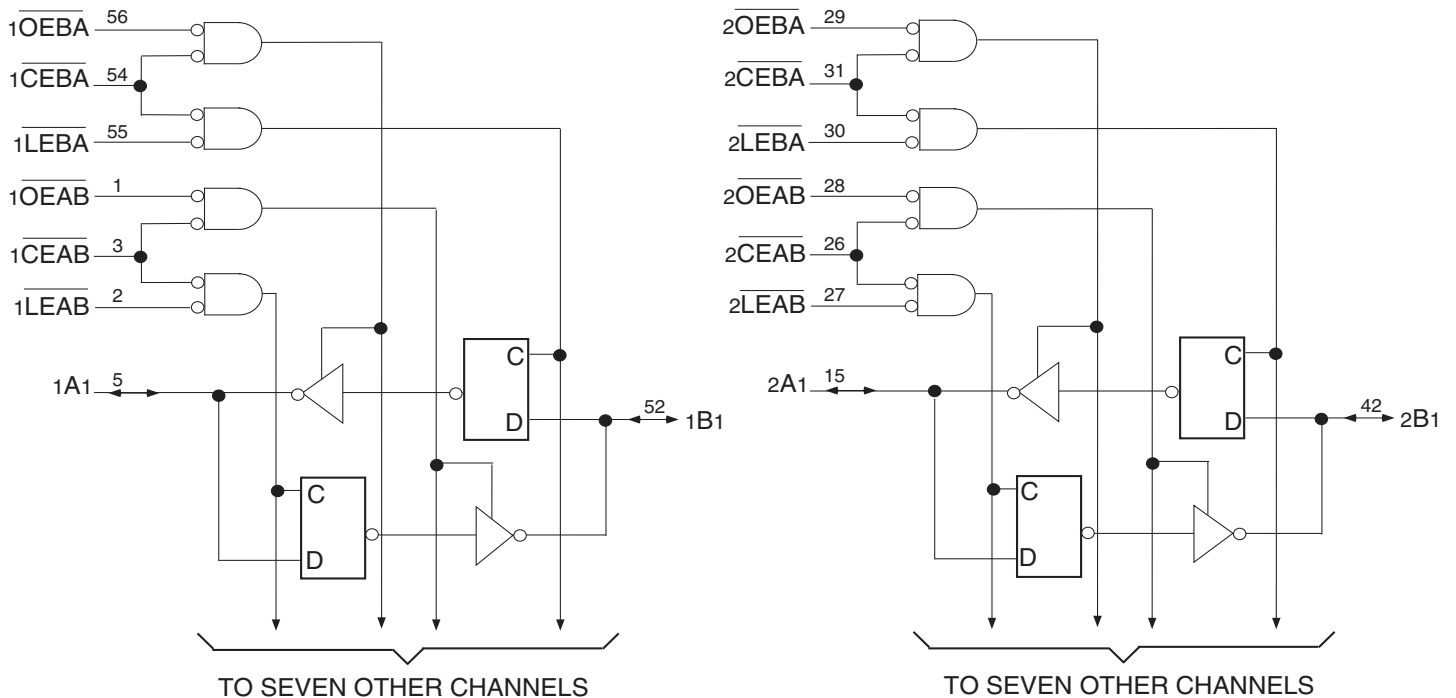 1OEBA 56
1CEBA 54
1LEBA 55
1OEAB 1
1CEAB 3
1LEAB 2
1A1 5
C
D
52 1B1
C
D
TO SEVEN OTHER CHANNELS
2OEBA 29
2CEBA 31
2LEBA 30
2OEAB 28
2CEAB 26
2LEAB 27
2A1 15
C
D
42 2B1
C
D
TO SEVEN OTHER CHANNELS